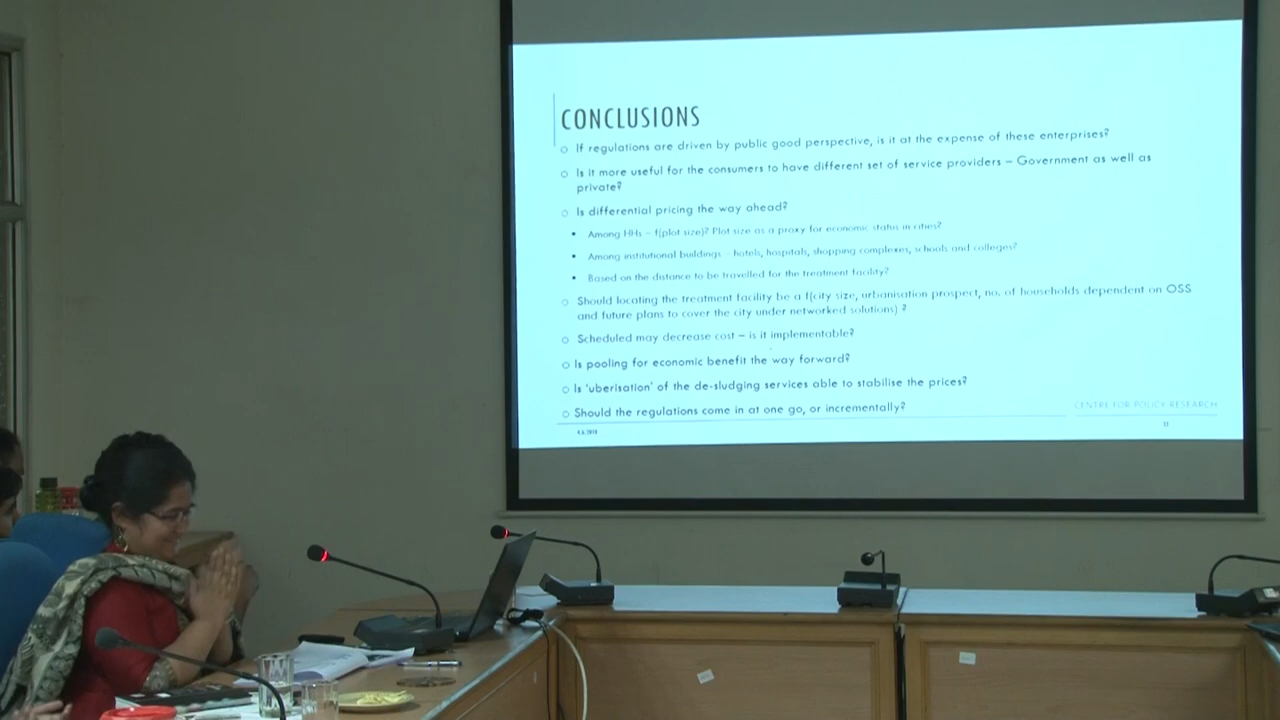 CONCLUSIONS
If regulations are driven by public good perspective, is it at the expense of these enterprises?
Is it more useful for the consumers to have different set of service providers – Government as well as
private?
Is differential pricing the way ahead?
Among HHs – f(plot size)? Plot size as a proxy for economic status in cities?
Among institutional buildings - hotels, hospitals, shopping complexes, schools and colleges?
Based on the distance to be travelled for the treatment facility?
Should locating the treatment facility be a f(city size, urbanisation prospect, no. of households dependent on OSS
and future plans to cover the city under networked solutions) ?
Scheduled may decrease cost – is it implementable?
Is pooling for economic benefit the way forward?
Is 'uberisation' of the de-sludging services able to stabilise the prices?
Should the regulations come in at one go, or incrementally?
CENTRE FOR POLICY RESEARCH